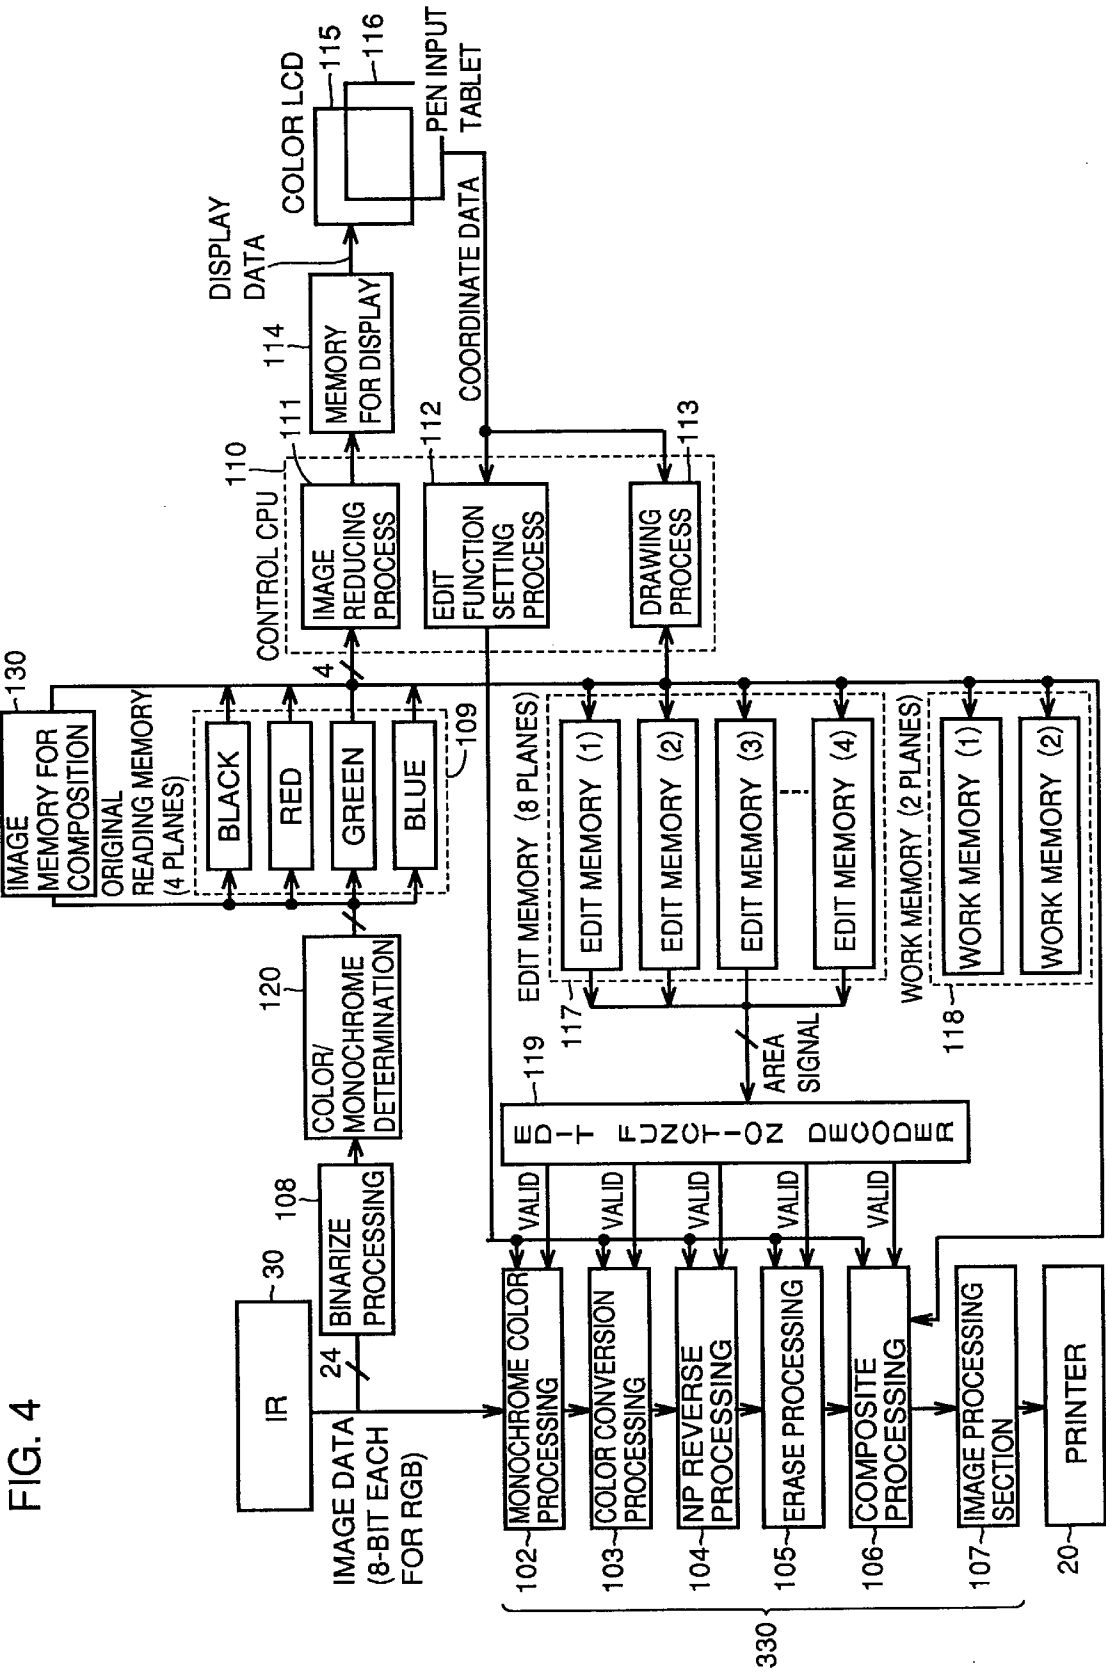 FIG. 4
IR
30
IMAGE DATA
(8-BIT EACH
FOR RGB)
24
BINARIZE
PROCESSING
108
COLOR/
MONOCHROME
DETERMINATION
120
IMAGE
MEMORY FOR
COMPOSITION
130
ORIGINAL
READING MEMORY
(4 PLANES)
BLACK
RED
GREEN
BLUE
109
4
CONTROL CPU
110
IMAGE
REDUCING
PROCESS
111
EDIT
FUNCTION
SETTING
PROCESS
112
DRAWING
PROCESS
113
MEMORY
FOR DISPLAY
114
DISPLAY
DATA
COLOR LCD
115
116
PEN INPUT
TABLET
COORDINATE DATA
EDIT MEMORY (8 PLANES)
EDIT MEMORY (1)
EDIT MEMORY (2)
EDIT MEMORY (3)
EDIT MEMORY (4)
117
WORK MEMORY (2 PLANES)
WORK MEMORY (1)
WORK MEMORY (2)
118
AREA
SIGNAL
119
EDIT FUNCTION DECODER
VALID
VALID
VALID
VALID
VALID
MONOCHROME COLOR
PROCESSING
102
COLOR CONVERSION
PROCESSING
103
NP REVERSE
PROCESSING
104
ERASE PROCESSING
105
COMPOSITE
PROCESSING
106
IMAGE PROCESSING
SECTION
107
PRINTER
20
330